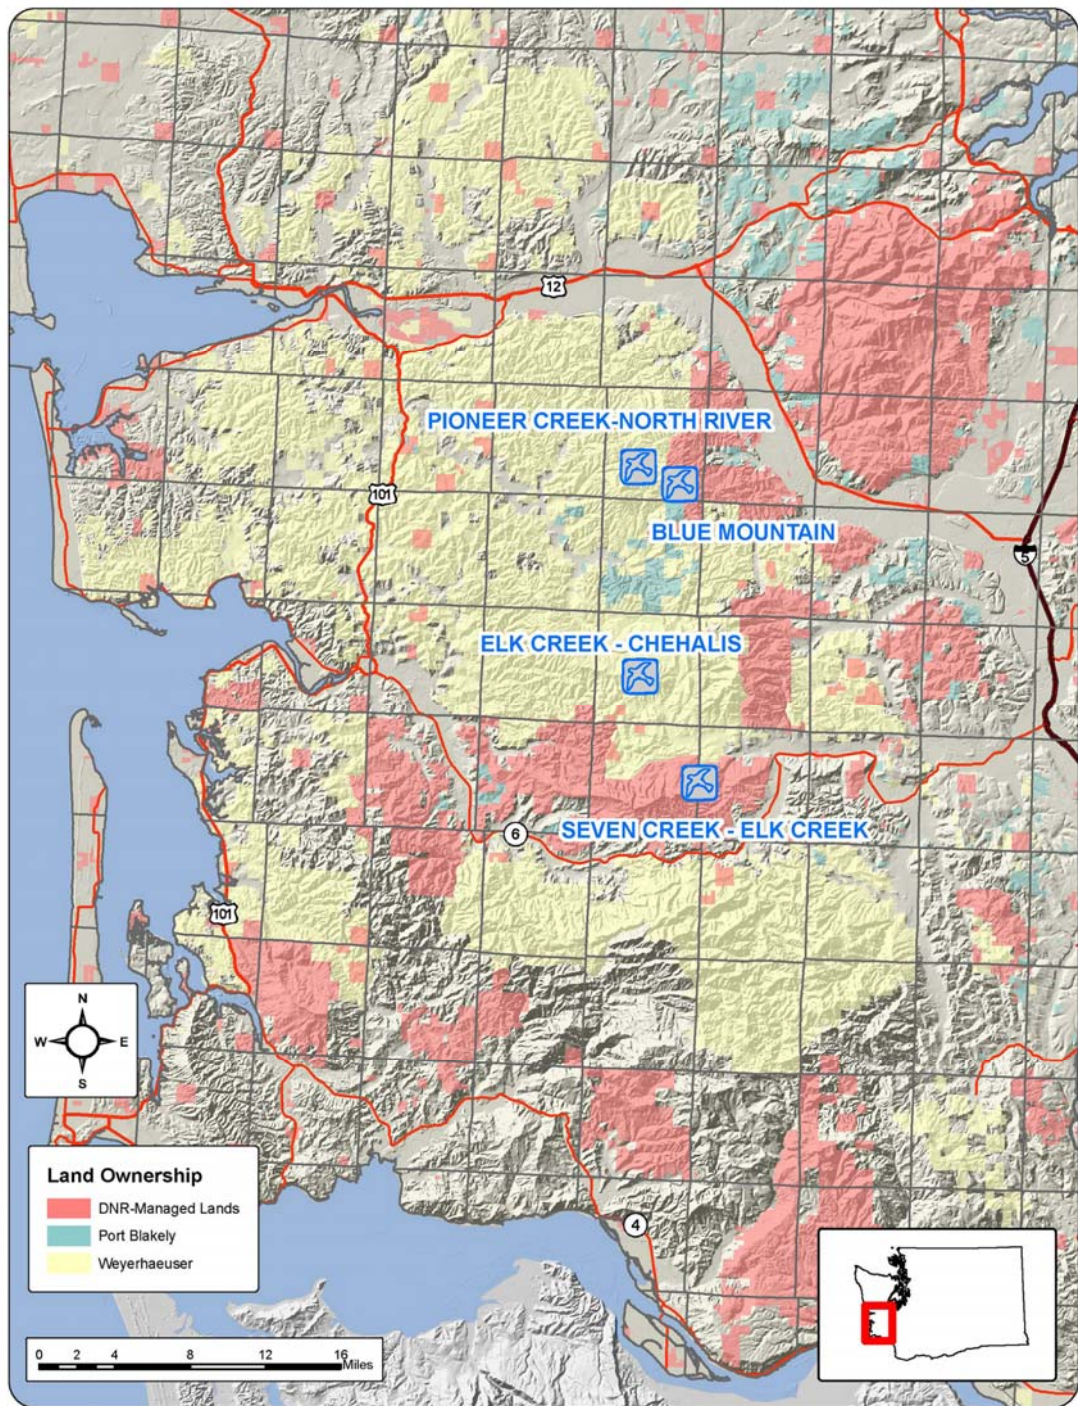 12
PIONEER CREEK-NORTH RIVER
101
BLUE MOUNTAIN
5
ELK CREEK - CHEHALIS
6
SEVEN CREEK - ELK CREEK
101
N
W
E
S
Land Ownership
DNR-Managed Lands
Port Blakely
Weyerhaeuser
4
0 2 4 8 12 16
Miles